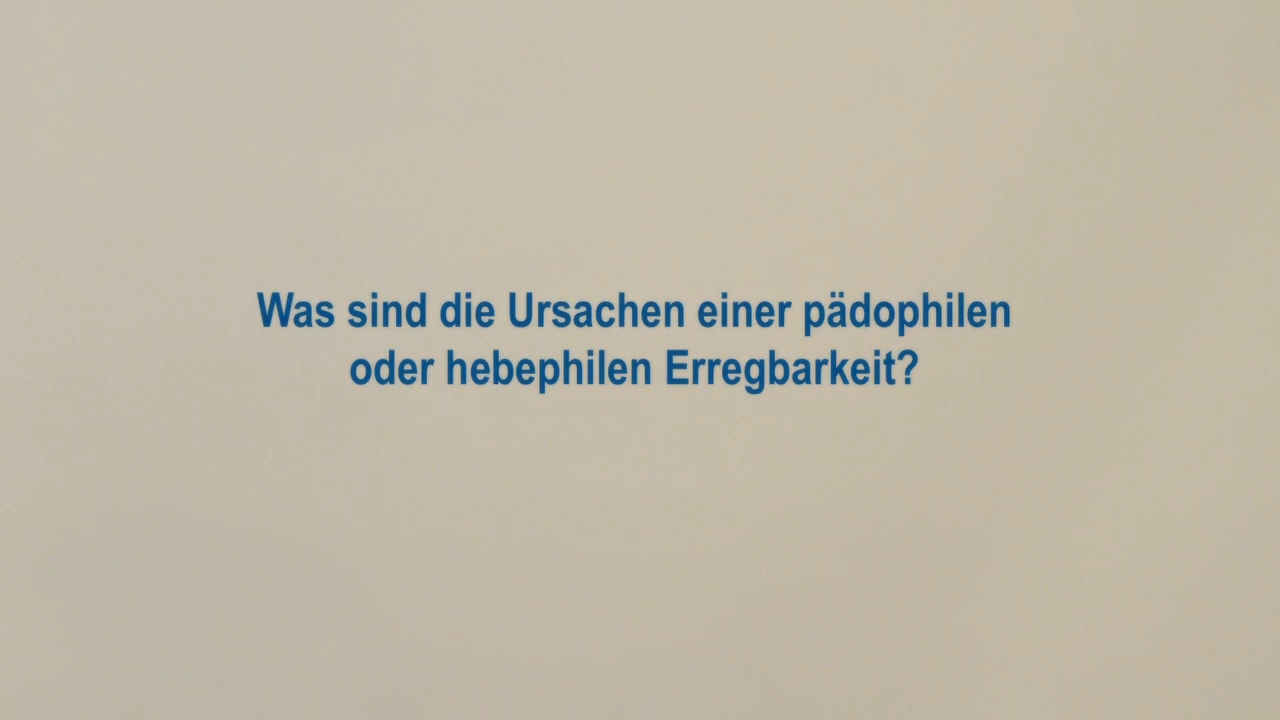 Was sind die Ursachen einer pädophilen
oder hebephilen Erregbarkeit?